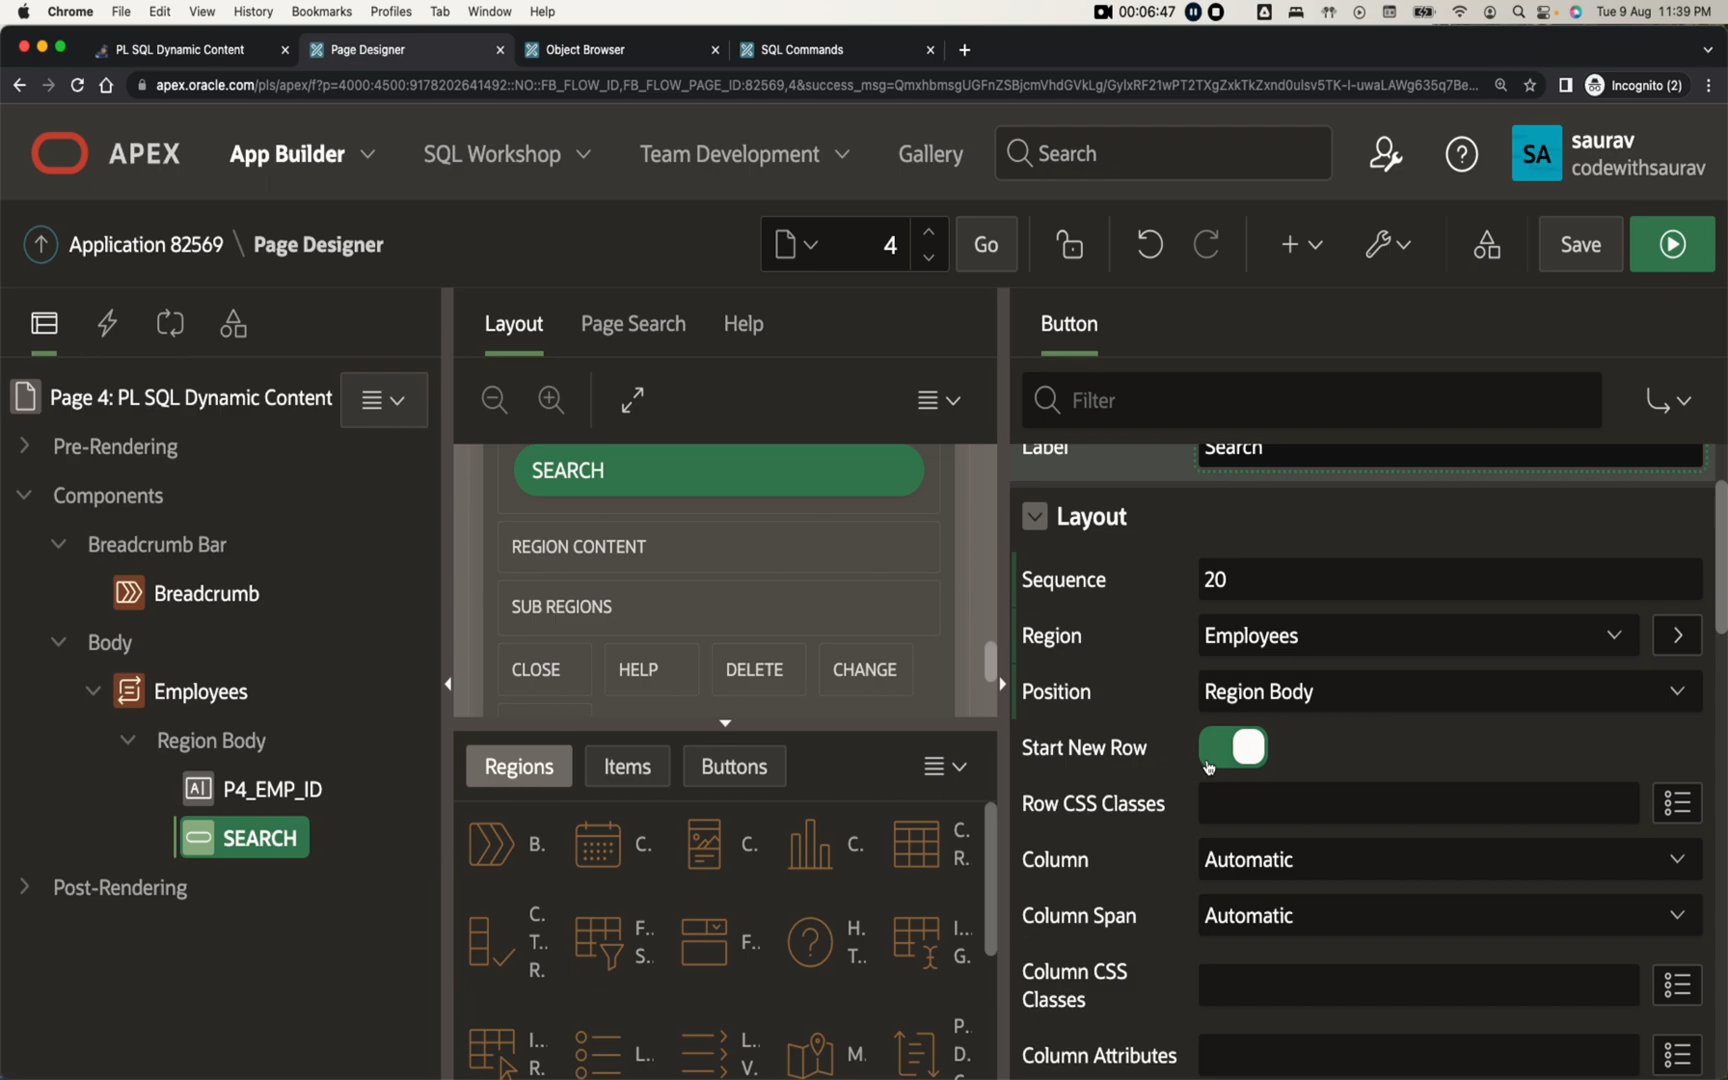 Chrome File Edit View History Bookmarks Profiles Tab Window Help 00:06:47 Tue 9 Aug 11:39 PM
PL SQL Dynamic Content Page Designer Object Browser SQL Commands
apex.oracle.com/pls/apex/f?p=4000:4500:9178202641492::NO::FB_FLOW_ID,FB_FLOW_PAGE_ID:82569,4&success_msg=QmxhbmsgUGFnZSBjcmVhdGVkLg/GylxRF21wPT2TXgZxkTkZxnd0ulsv5TK-I-uwaLAWg635q7Be... Incognito (2)
APEX App Builder SQL Workshop Team Development Gallery Search SA saurav
codewithsaurav
Application 82569 \ Page Designer 4 Go Save
Layout Page Search Help Button
Page 4: PL SQL Dynamic Content
Filter
Pre-Rendering
Components
Breadcrumb Bar
Breadcrumb
Body
Employees
Region Body
P4_EMP_ID
SEARCH
Post-Rendering
SEARCH
REGION CONTENT
SUB REGIONS
CLOSE HELP DELETE CHANGE
Regions Items Buttons
B. C. C. C. C.
R.
C. F.. F.. H. I...
T.. S.. T.. G.
R.
I... L.. L.. M. P..
R. V. D.
Label Search
Layout
Sequence 20
Region Employees
Position Region Body
Start New Row
Row CSS Classes
Column Automatic
Column Span Automatic
Column CSS
Classes
Column Attributes